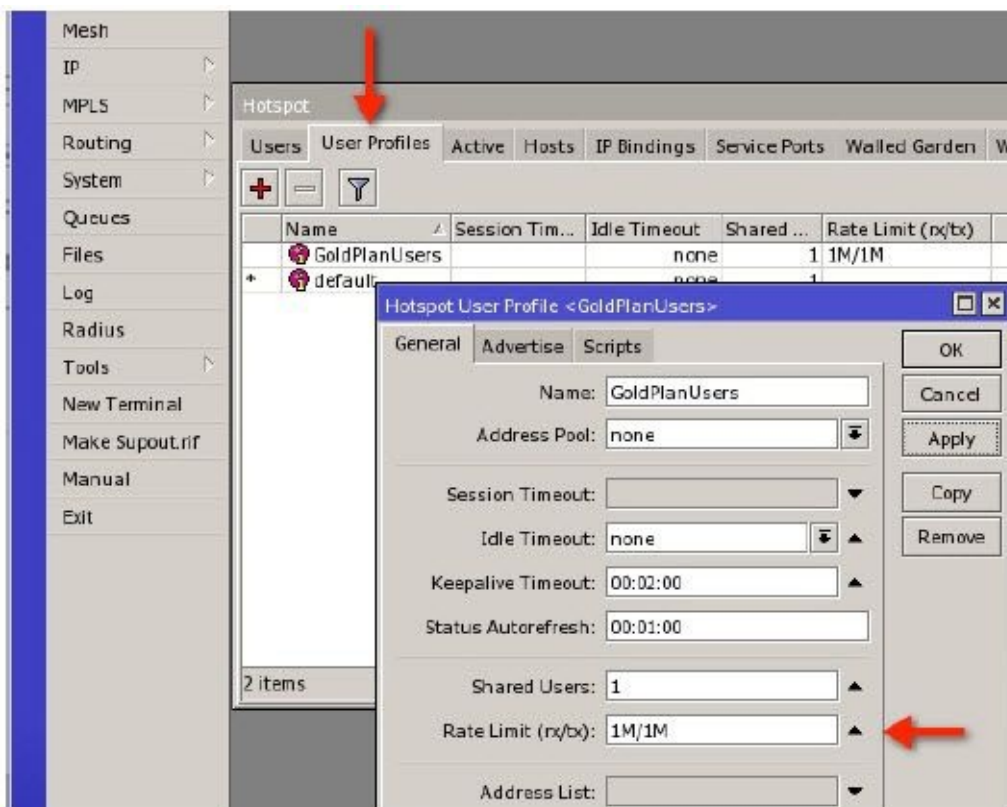 Mesh
IP
MPLS
Routing
System
Queues
Files
Log
Radius
Tools
New Terminal
Make Supout.rif
Manual
Exit
Hotspot
Users User Profiles Active Hosts IP Bindings Service Ports Walled Garden W
Name Session Tim... Idle Timeout Shared ... Rate Limit (rx/tx)
GoldPlanUsers none 1 1M/1M
* default none 1
2 items
Hotspot User Profile <GoldPlanUsers>
General Advertise Scripts
Name: GoldPlanUsers
Address Pool: none
Session Timeout:
Idle Timeout: none
Keepalive Timeout: 00:02:00
Status Autorefresh: 00:01:00
Shared Users: 1
Rate Limit (rx/tx): 1M/1M
Address List:
OK
Cancel
Apply
Copy
Remove